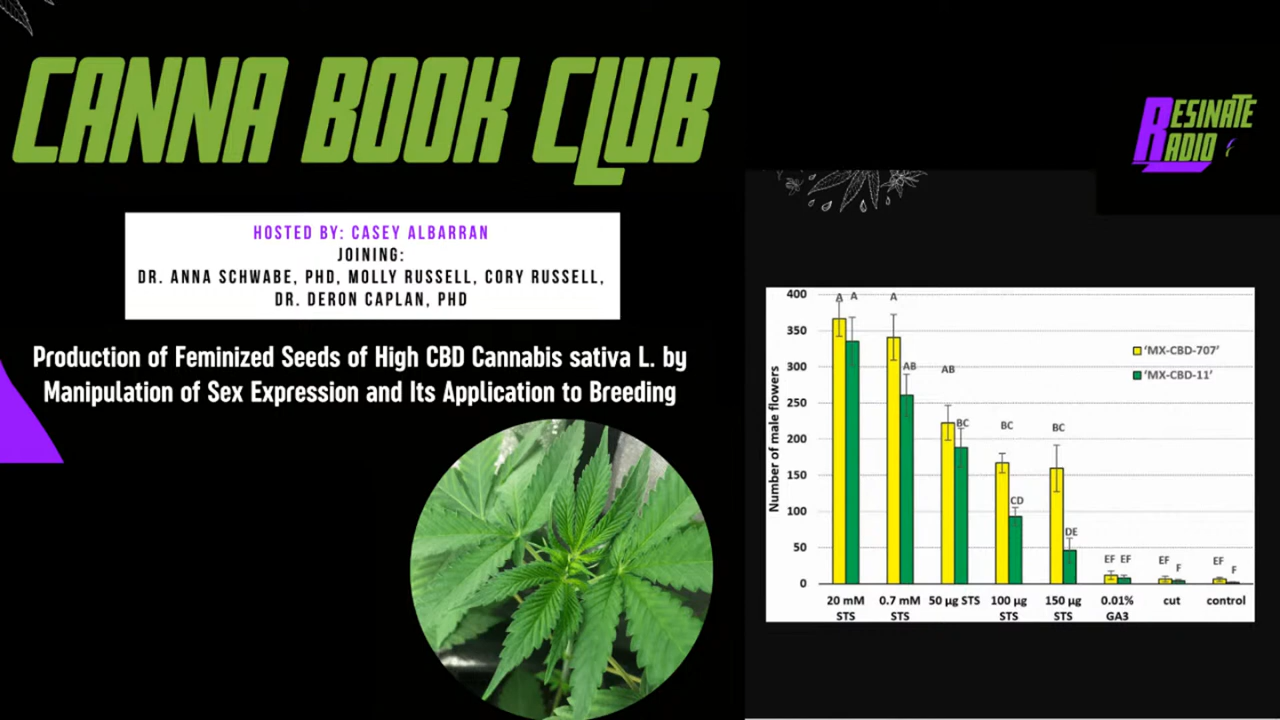 CANNA BOOK CLUB
RESINATE
RADIO
HOSTED BY: CASEY ALBARRAN
JOINING:
DR. ANNA SCHWABE, PHD, MOLLY RUSSELL, CORY RUSSELL,
DR. DERON CAPLAN, PHD
Production of Feminized Seeds of High CBD Cannabis sativa L. by
Manipulation of Sex Expression and Its Application to Breeding
Number of male flowers
400
350
300
250
200
150
100
50
0
A A
A
AB
AB
BC
BC
CD
BC
DE
EF EF
EF
F
EF
F
'MX-CBD-707'
'MX-CBD-11'
20 mM
STS
0.7 mM
STS
50 µg STS
100 µg
STS
150 µg
STS
0.01%
GA3
cut
control